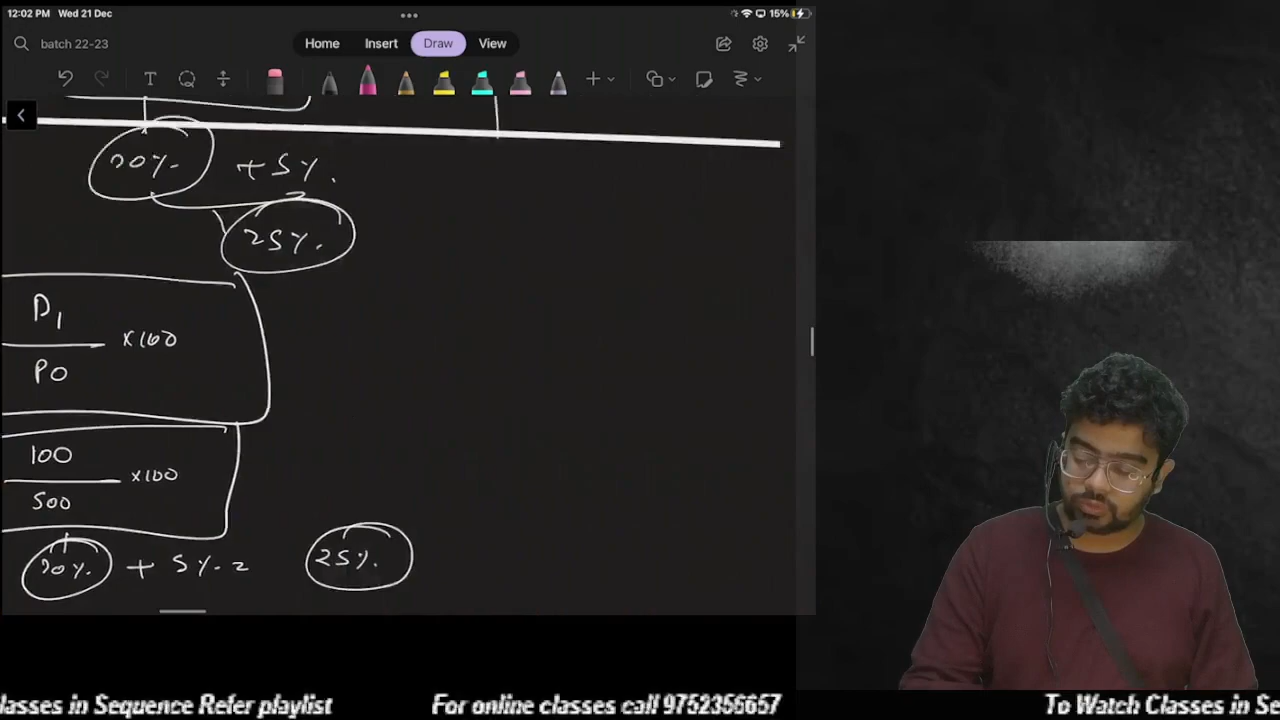 12:02 PM Wed 21 Dec
15%
batch 22-23
Home Insert Draw View
20% + 5%.
25%.
D1
x100
P0
100
x100
500
20%. + 5%. =
25%.
lasses in Sequence Refer playlist For online classes call 9752356657 To Watch Classes in Se